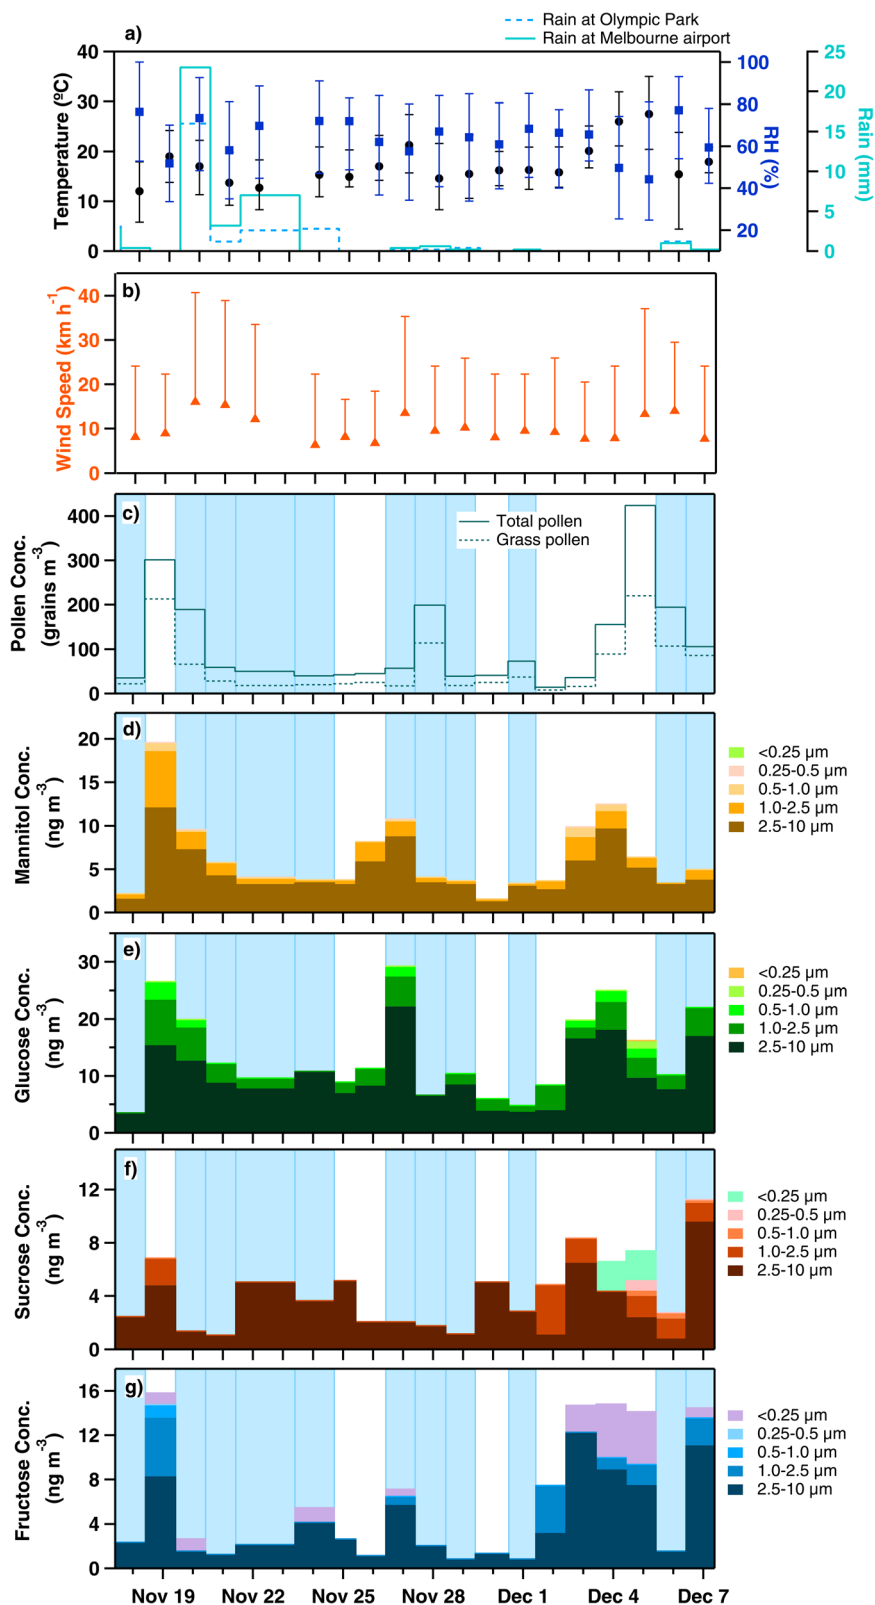 a)
Rain at Olympic Park
Rain at Melbourne airport
Temperature (ºC)
40
30
20
10
0
100
80
60
40
20
RH (%)
25
20
15
10
5
0
Rain (mm)
b)
Wind Speed (km h-1)
40
30
20
10
0
c)
Pollen Conc.
(grains m-3)
400
300
200
100
0
Total pollen
Grass pollen
d)
Mannitol Conc.
(ng m-3)
20
15
10
5
0
<0.25 µm
0.25-0.5 µm
0.5-1.0 µm
1.0-2.5 µm
2.5-10 µm
e)
Glucose Conc.
(ng m-3)
30
20
10
0
<0.25 µm
0.25-0.5 µm
0.5-1.0 µm
1.0-2.5 µm
2.5-10 µm
f)
Sucrose Conc.
(ng m-3)
12
8
4
0
<0.25 µm
0.25-0.5 µm
0.5-1.0 µm
1.0-2.5 µm
2.5-10 µm
g)
Fructose Conc.
(ng m-3)
16
12
8
4
0
<0.25 µm
0.25-0.5 µm
0.5-1.0 µm
1.0-2.5 µm
2.5-10 µm
Nov 19 Nov 22 Nov 25 Nov 28 Dec 1 Dec 4 Dec 7